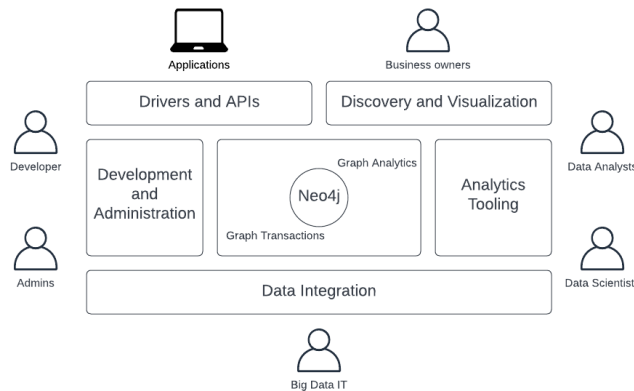 Applications
Business owners
Drivers and APIs
Discovery and Visualization
Developer
Data Analysts
Development
and
Administration
Graph Analytics
Neo4j
Graph Transactions
Analytics
Tooling
Admins
Data Scientist
Data Integration
Big Data IT